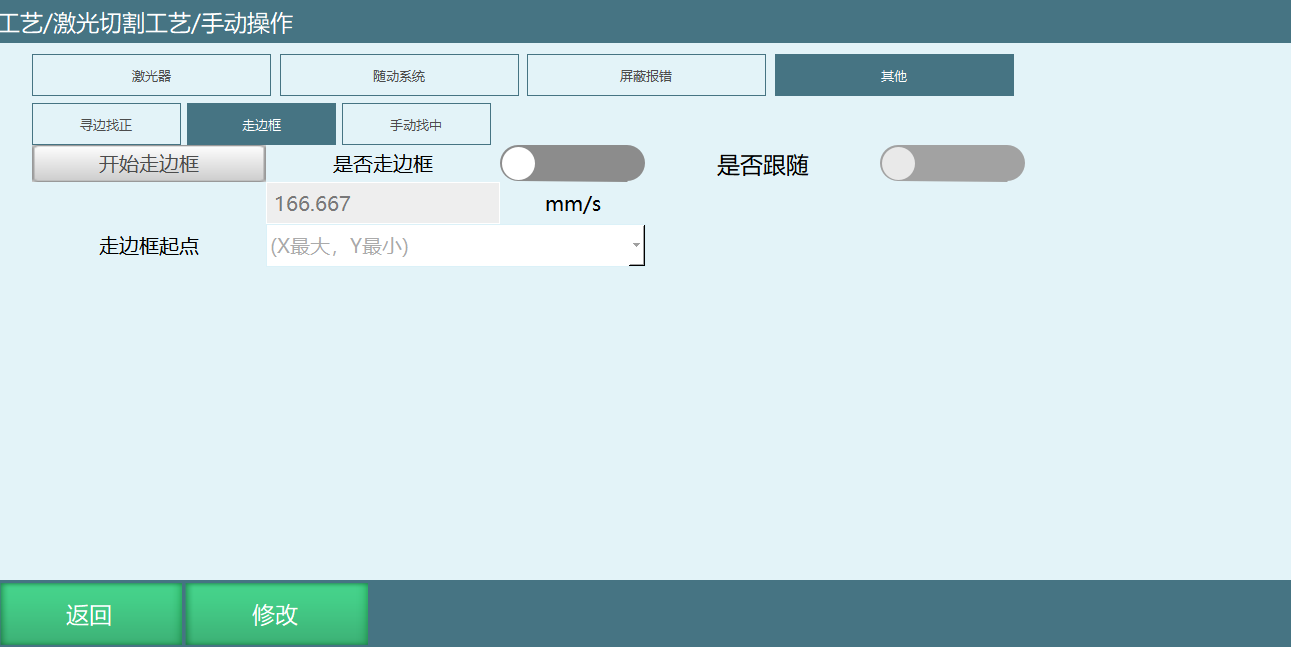 工艺/激光切割工艺/手动操作
激光器 随动系统 屏蔽报错 其他
寻边找正 走边框 手动找中
开始走边框 是否走边框 是否跟随
166.667 mm/s
走边框起点 (X最大，Y最小)
返回 修改